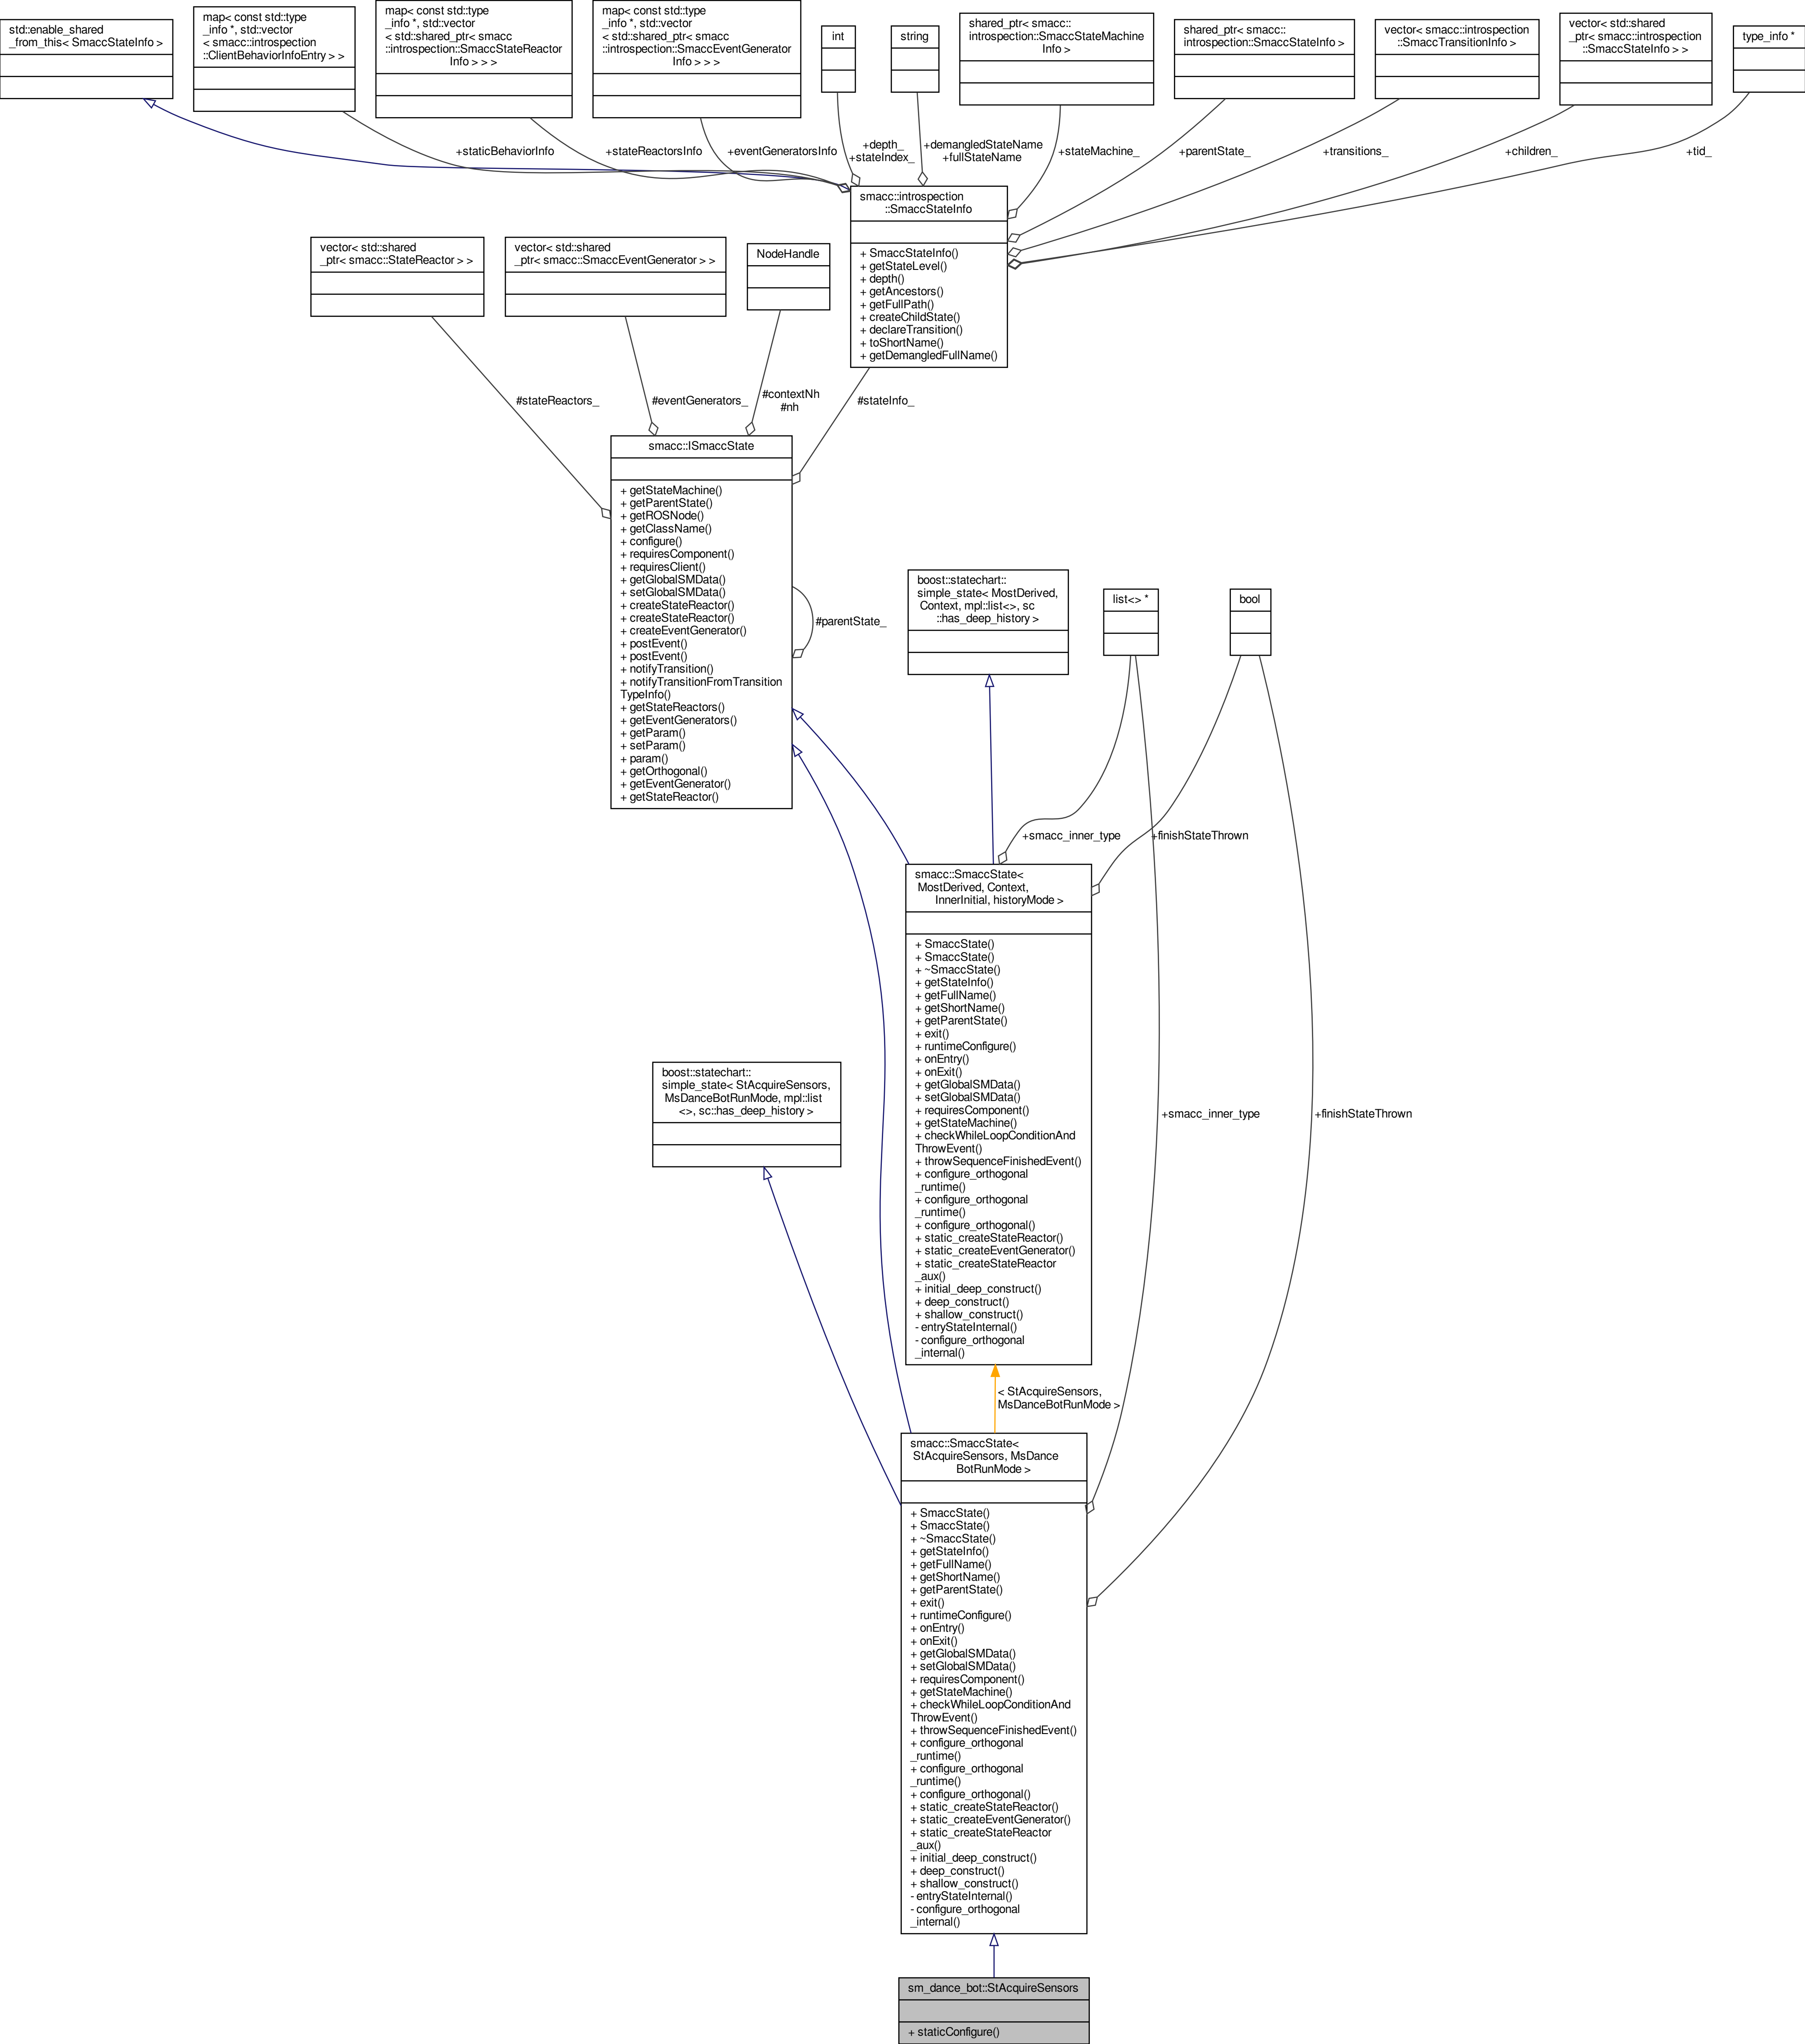 std::enable_shared
_from_this< SmaccStateInfo >
map< const std::type
_info *, std::vector
< smacc::introspection
::ClientBehaviorInfoEntry > >
map< const std::type
_info *, std::vector
< std::shared_ptr< smacc
::introspection::SmaccStateReactor
Info > > >
map< const std::type
_info *, std::vector
< std::shared_ptr< smacc
::introspection::SmaccEventGenerator
Info > > >
int
string
shared_ptr< smacc::
introspection::SmaccStateMachine
Info >
shared_ptr< smacc::
introspection::SmaccStateInfo >
vector< smacc::introspection
::SmaccTransitionInfo >
vector< std::shared
_ptr< smacc::introspection
::SmaccStateInfo > >
type_info *
+staticBehaviorInfo
+stateReactorsInfo
+eventGeneratorsInfo
+depth_
+stateIndex_
+demangledStateName
+fullStateName
+stateMachine_
+parentState_
+transitions_
+children_
+tid_
smacc::introspection
::SmaccStateInfo
+ SmaccStateInfo()
+ getStateLevel()
+ depth()
+ getAncestors()
+ getFullPath()
+ createChildState()
+ declareTransition()
+ toShortName()
+ getDemangledFullName()
vector< std::shared
_ptr< smacc::StateReactor > >
vector< std::shared
_ptr< smacc::SmaccEventGenerator > >
NodeHandle
#stateReactors_
#eventGenerators_
#contextNh
#nh
#stateInfo_
smacc::ISmaccState
+ getStateMachine()
+ getParentState()
+ getROSNode()
+ getClassName()
+ configure()
+ requiresComponent()
+ requiresClient()
+ getGlobalSMData()
+ setGlobalSMData()
+ createStateReactor()
+ createStateReactor()
+ createEventGenerator()
+ postEvent()
+ postEvent()
+ notifyTransition()
+ notifyTransitionFromTransition
TypeInfo()
+ getStateReactors()
+ getEventGenerators()
+ getParam()
+ setParam()
+ param()
+ getOrthogonal()
+ getEventGenerator()
+ getStateReactor()
#parentState_
boost::statechart::
simple_state< MostDerived,
Context, mpl::list<>, sc
::has_deep_history >
list<> *
bool
+smacc_inner_type
+finishStateThrown
smacc::SmaccState<
MostDerived, Context,
InnerInitial, historyMode >
+ SmaccState()
+ SmaccState()
+ ~SmaccState()
+ getStateInfo()
+ getFullName()
+ getShortName()
+ getParentState()
+ exit()
+ runtimeConfigure()
+ onEntry()
+ onExit()
+ getGlobalSMData()
+ setGlobalSMData()
+ requiresComponent()
+ getStateMachine()
+ checkWhileLoopConditionAnd
ThrowEvent()
+ throwSequenceFinishedEvent()
+ configure_orthogonal
_runtime()
+ configure_orthogonal
_runtime()
+ configure_orthogonal()
+ static_createStateReactor()
+ static_createEventGenerator()
+ static_createStateReactor
_aux()
+ initial_deep_construct()
+ deep_construct()
+ shallow_construct()
- entryStateInternal()
- configure_orthogonal
_internal()
boost::statechart::
simple_state< StAcquireSensors,
MsDanceBotRunMode, mpl::list
<>, sc::has_deep_history >
+smacc_inner_type
+finishStateThrown
< StAcquireSensors,
MsDanceBotRunMode >
smacc::SmaccState<
StAcquireSensors, MsDance
BotRunMode >
+ SmaccState()
+ SmaccState()
+ ~SmaccState()
+ getStateInfo()
+ getFullName()
+ getShortName()
+ getParentState()
+ exit()
+ runtimeConfigure()
+ onEntry()
+ onExit()
+ getGlobalSMData()
+ setGlobalSMData()
+ requiresComponent()
+ getStateMachine()
+ checkWhileLoopConditionAnd
ThrowEvent()
+ throwSequenceFinishedEvent()
+ configure_orthogonal
_runtime()
+ configure_orthogonal
_runtime()
+ configure_orthogonal()
+ static_createStateReactor()
+ static_createEventGenerator()
+ static_createStateReactor
_aux()
+ initial_deep_construct()
+ deep_construct()
+ shallow_construct()
- entryStateInternal()
- configure_orthogonal
_internal()
sm_dance_bot::StAcquireSensors
+ staticConfigure()